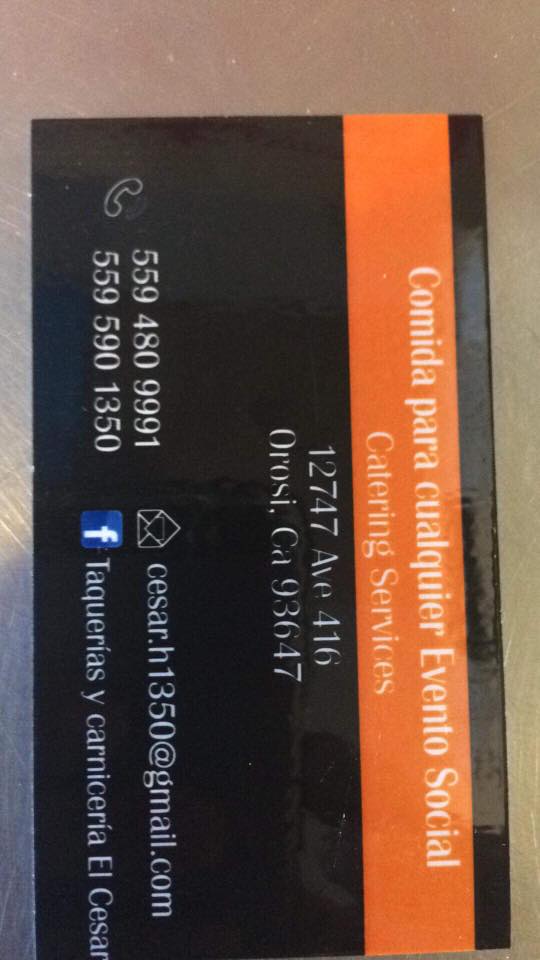 Comida para cualquier Evento Social
Catering Services
12747 Ave 416
Orosi, Ca 93647
559 480 9991
559 590 1350
cesar.h1350@gmail.com
f Taquerías y carnicería El Cesar